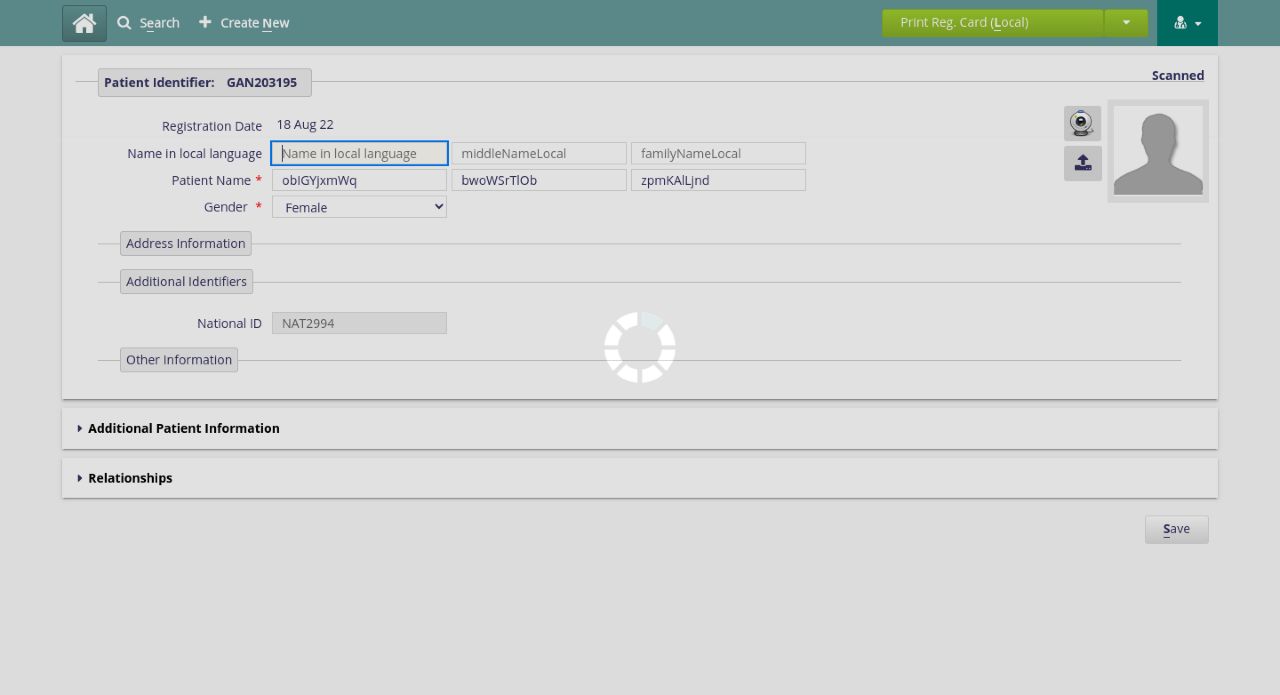 Search Create New Print Reg. Card (Local)
Patient Identifier: GAN203195 Scanned
Registration Date 18 Aug 22
Name in local language Name in local language middleNameLocal familyNameLocal
Patient Name * obIGYjxmWq bwoWSrTlOb zpmKAlLjnd
Gender * Female
Address Information
Additional Identifiers
National ID NAT2994
Other Information
Additional Patient Information
Relationships
Save